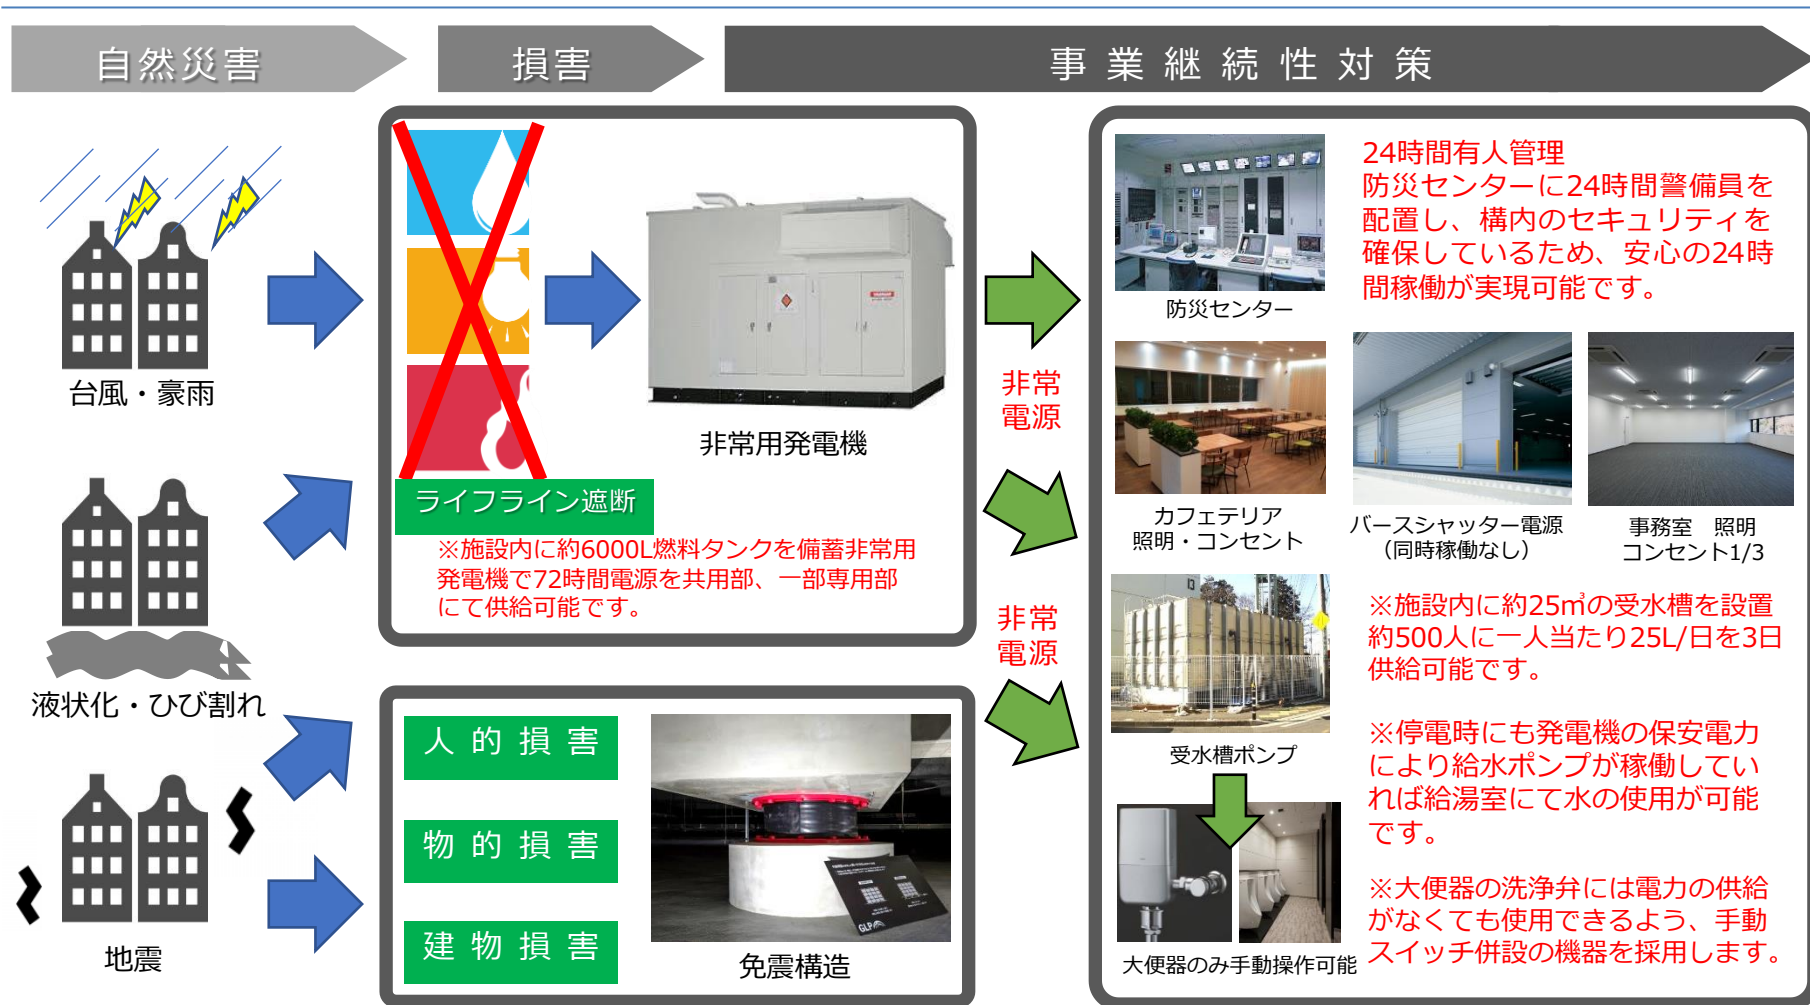 自然災害
損害
事業継続性対策
台風・豪雨
液状化・ひび割れ
地震
非常用発電機
ライフライン遮断
※施設内に約6000L燃料タンクを備蓄非常用
発電機で72時間電源を共用部、一部専用部
にて供給可能です。
人的損害
物的損害
建物損害
GLP
免震構造
非常
電源
非常
電源
24時間有人管理
防災センターに24時間警備員を
配置し、構内のセキュリティを
確保しているため、安心の24時
間稼働が実現可能です。
防災センター
カフェテリア
照明・コンセント
バースシャッター電源
（同時稼働なし）
事務室　照明
コンセント1/3
※施設内に約25㎥の受水槽を設置
約500人に一人当たり25L/日を3日
供給可能です。
受水槽ポンプ
※停電時にも発電機の保安電力
により給水ポンプが稼働してい
れば給湯室にて水の使用が可能
です。
※大便器の洗浄弁には電力の供給
がなくても使用できるよう、手動
スイッチ併設の機器を採用します。
大便器のみ手動操作可能